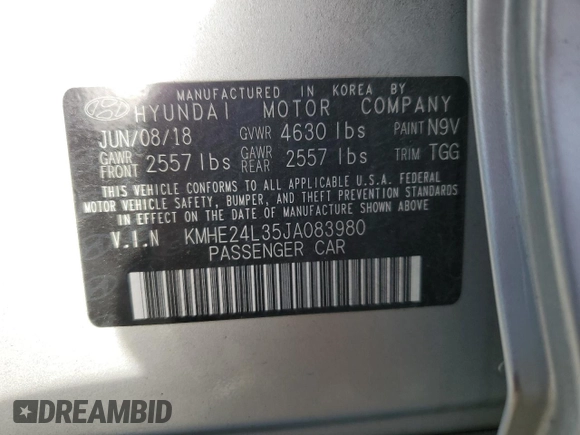 MANUFACTURED IN KOREA BY
HYUNDAI MOTOR COMPANY
JUN/08/18 GVWR 4630 lbs PAINT N9V
GAWR FRONT 2557 lbs GAWR REAR 2557 lbs TRIM TGG
THIS VEHICLE CONFORMS TO ALL APPLICABLE U.S.A. FEDERAL
MOTOR VEHICLE SAFETY, BUMPER, AND THEFT PREVENTION STANDARDS
IN EFFECT ON THE DATE OF MANUFACTURE SHOWN ABOVE.
V.I.N KMHE24L35JA083980
PASSENGER CAR
DREAMBID